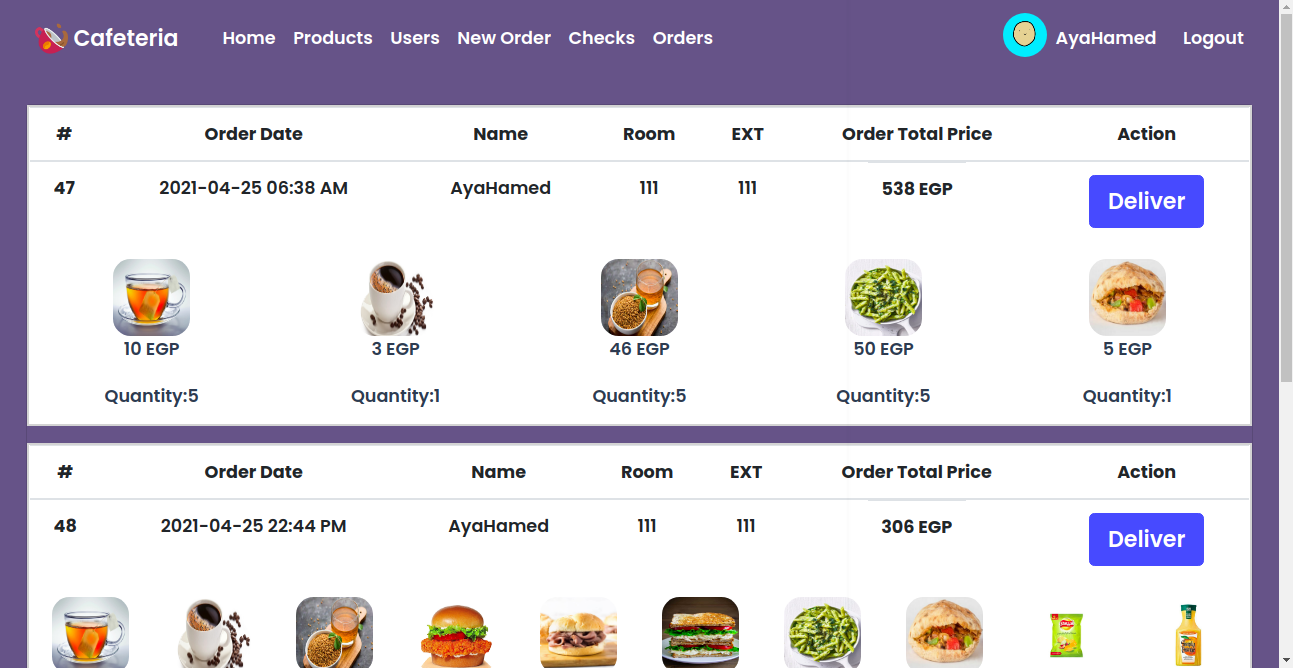 Cafeteria Home Products Users New Order Checks Orders AyaHamed Logout
# Order Date Name Room EXT Order Total Price Action
47 2021-04-25 06:38 AM AyaHamed 111 111 538 EGP Deliver
10 EGP 3 EGP 46 EGP 50 EGP 5 EGP
Quantity:5 Quantity:1 Quantity:5 Quantity:5 Quantity:1
# Order Date Name Room EXT Order Total Price Action
48 2021-04-25 22:44 PM AyaHamed 111 111 306 EGP Deliver